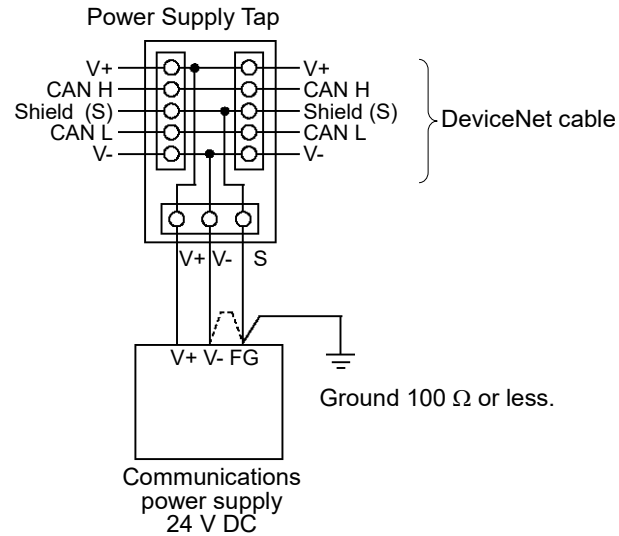 Power Supply Tap
V+ V+
CAN H CAN H
Shield (S) Shield (S)
CAN L CAN L
V- V-
DeviceNet cable
V+ V- S
V+ V- FG
Ground 100 Ω or less.
Communications
power supply
24 V DC